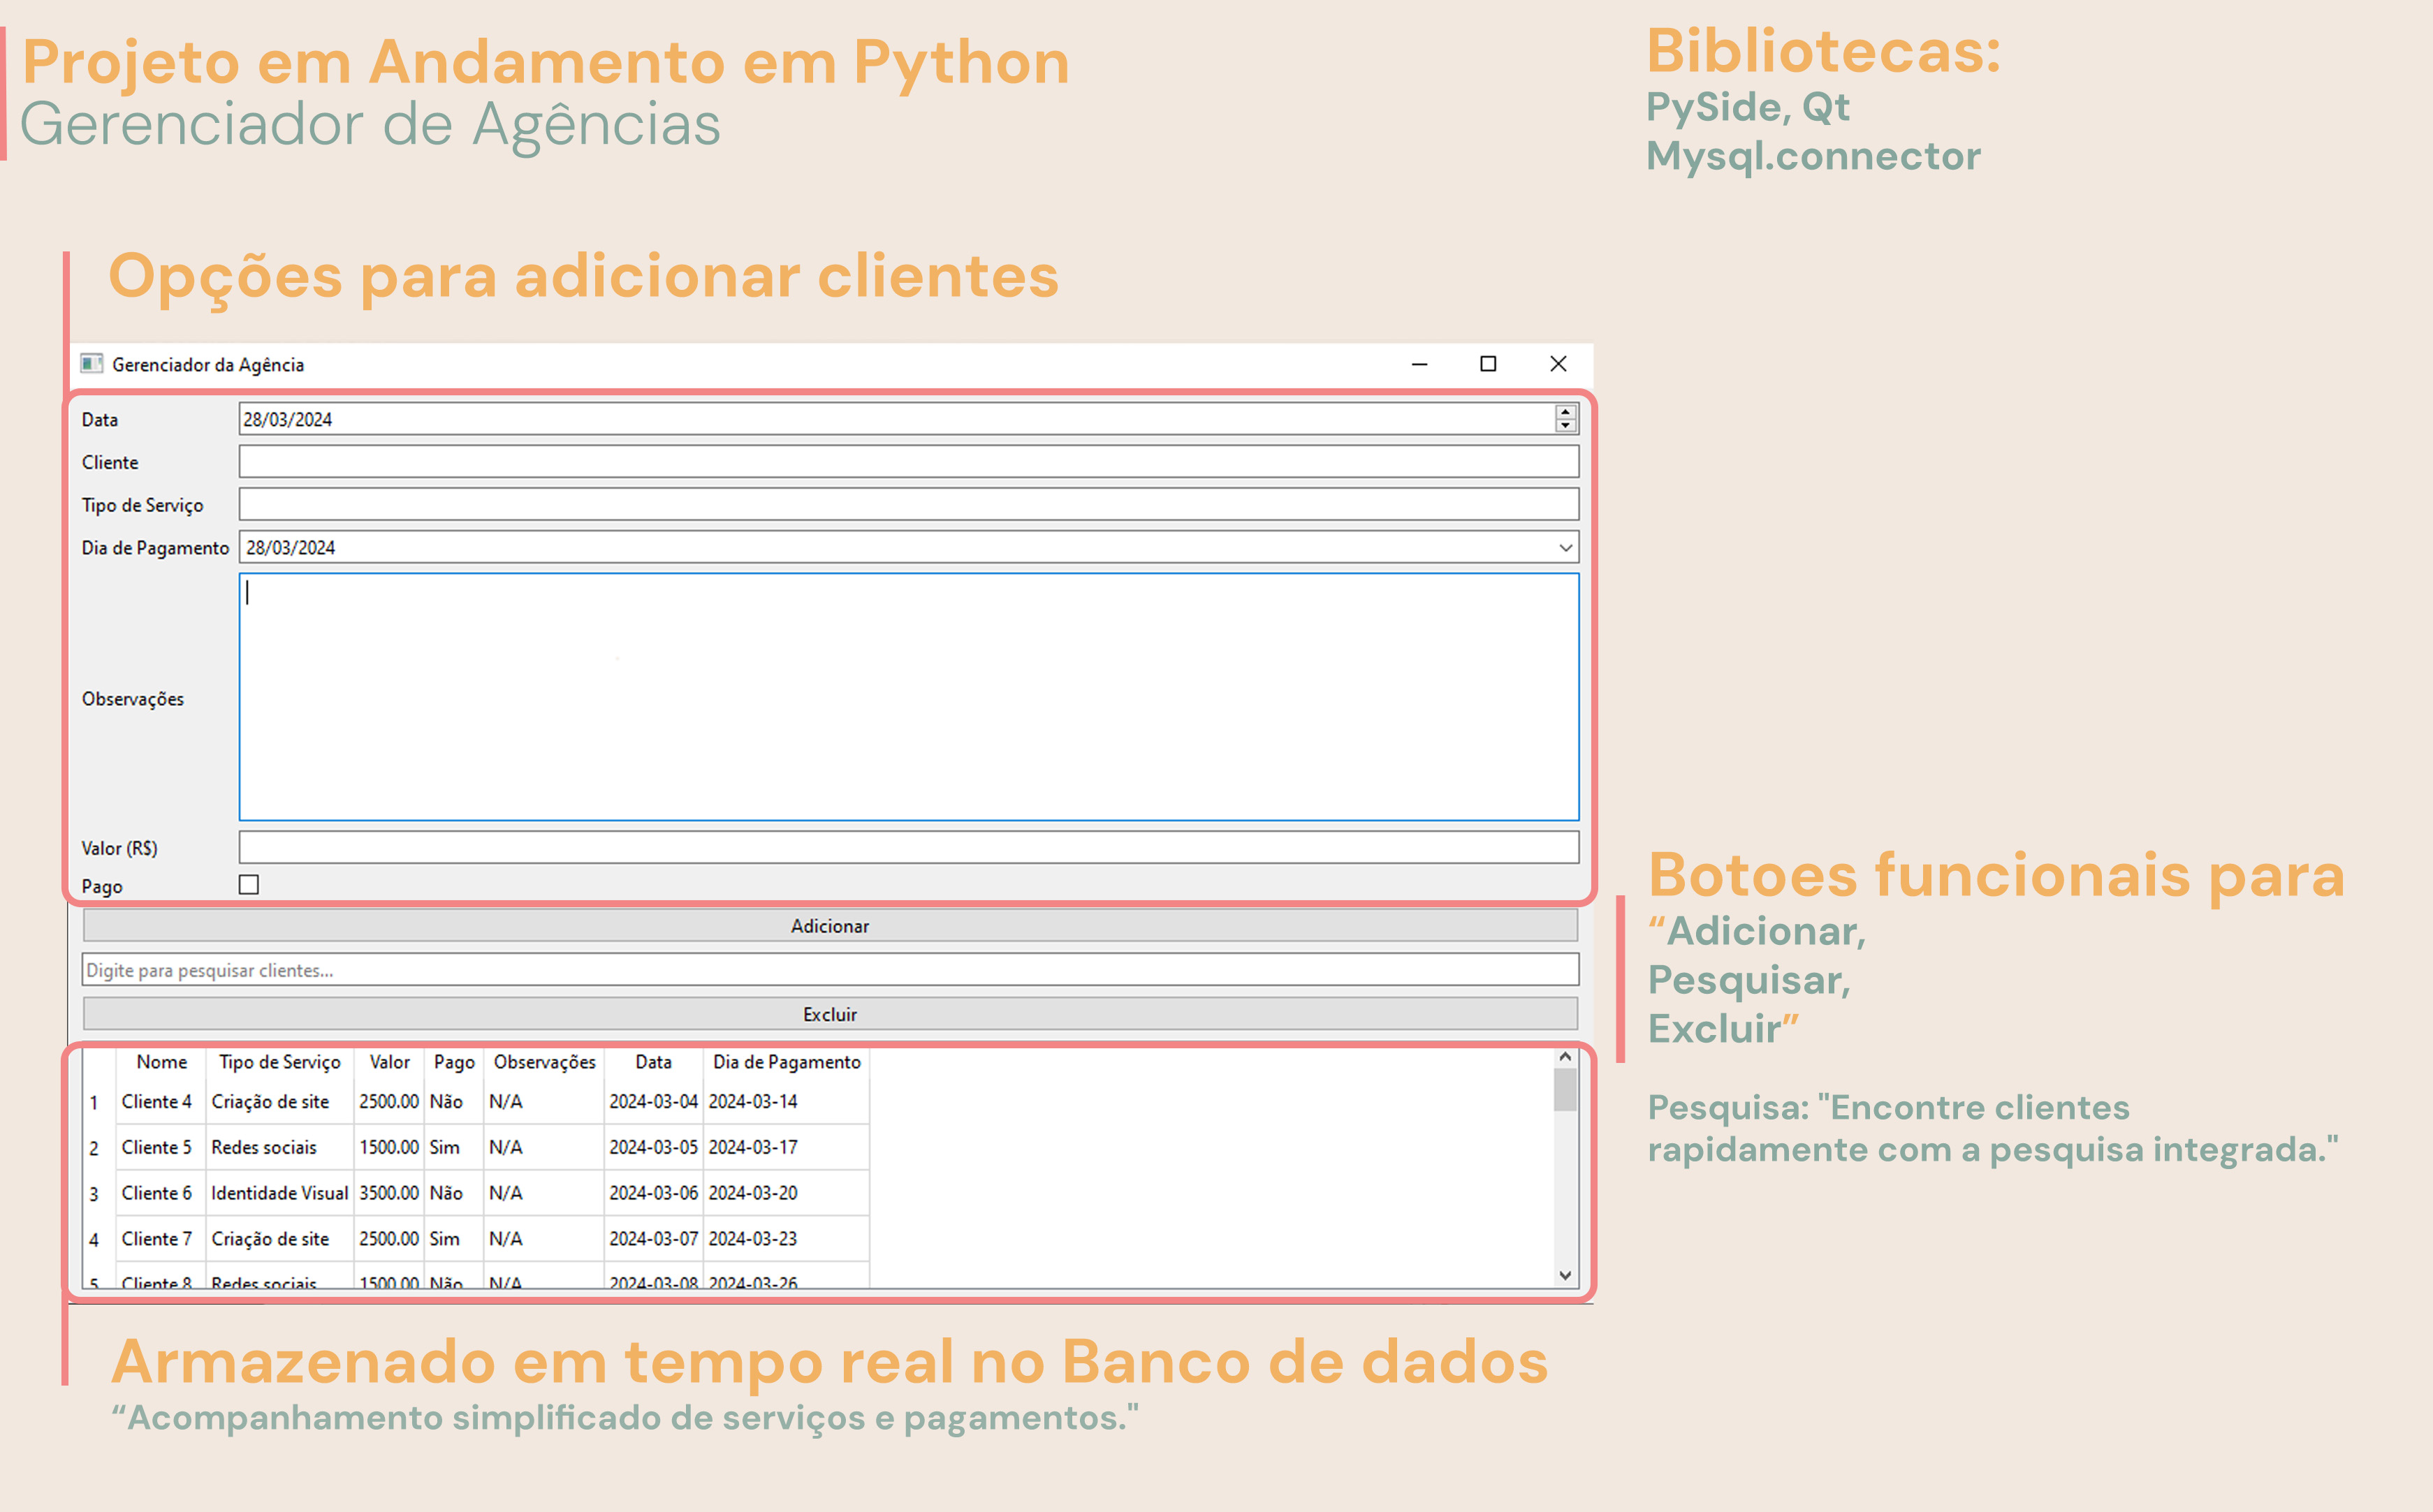 Projeto em Andamento em Python
Gerenciador de Agências
Bibliotecas:
PySide, Qt
Mysql.connector
Opções para adicionar clientes
Gerenciador da Agência
Data 28/03/2024
Cliente
Tipo de Serviço
Dia de Pagamento 28/03/2024
Observações
Valor (R$)
Pago
Adicionar
Digite para pesquisar clientes...
Excluir
Nome Tipo de Serviço Valor Pago Observações Data Dia de Pagamento
1 Cliente 4 Criação de site 2500.00 Não N/A 2024-03-04 2024-03-14
2 Cliente 5 Redes sociais 1500.00 Sim N/A 2024-03-05 2024-03-17
3 Cliente 6 Identidade Visual 3500.00 Não N/A 2024-03-06 2024-03-20
4 Cliente 7 Criação de site 2500.00 Sim N/A 2024-03-07 2024-03-23
5 Cliente 8 Redes sociais 1500.00 Não N/A 2024-03-08 2024-03-26
Botoes funcionais para
“Adicionar,
Pesquisar,
Excluir”
Pesquisa: "Encontre clientes
rapidamente com a pesquisa integrada."
Armazenado em tempo real no Banco de dados
“Acompanhamento simplificado de serviços e pagamentos."